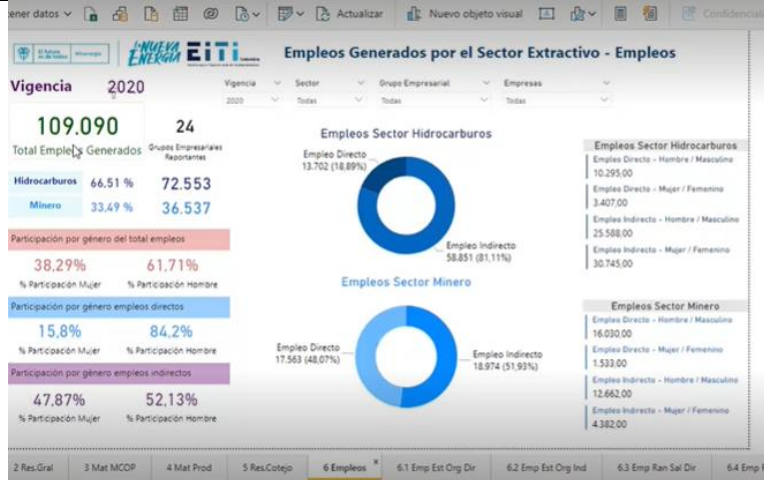 ener datos
Actualizar
Nuevo objeto visual
Confidencial
NUEVA ENERGÍA EITI
Empleos Generados por el Sector Extractivo - Empleos
Vigencia 2020
Vigencia Sector Grupo Empresarial Empresas
2020 Todas Todas Todas
109.090
Total Empleos Generados
24
Grupos Empresariales
Reportantes
Hidrocarburos 66.51 % 72.553
Minero 33,49 % 36.537
Participación por género del total empleos
38,29% 61,71%
% Participación Mujer % Participación Hombre
Participación por género empleos directos
15,8% 84,2%
% Participación Mujer % Participación Hombre
Participación por género empleos indirectos
47,87% 52,13%
% Participación Mujer % Participación Hombre
Empleos Sector Hidrocarburos
Empleo Directo
13.702 (18,89%)
Empleo Indirecto
58.851 (81,11%)
Empleos Sector Minero
Empleo Directo
17.563 (48,07%)
Empleo Indirecto
18.974 (51,93%)
Empleos Sector Hidrocarburos
Empleo Directo - Hombre / Masculino
10.295,00
Empleo Directo - Mujer / Femenino
3.407,00
Empleo Indirecto - Hombre / Masculino
25.588,00
Empleo Indirecto - Mujer / Femenino
30.745,00
Empleos Sector Minero
Empleo Directo - Hombre / Masculino
16.030,00
Empleo Directo - Mujer / Femenino
1.533,00
Empleo Indirecto - Hombre / Masculino
12.662,00
Empleo Indirecto - Mujer / Femenino
4.382,00
2 Res.Gral
3 Mat MCOP
4 Mat Prod
5 Res.Cotejo
6 Empleos
6.1 Emp Est Org Dir
6.2 Emp Est Org Ind
6.3 Emp Ran Sal Dir
6.4 Emp